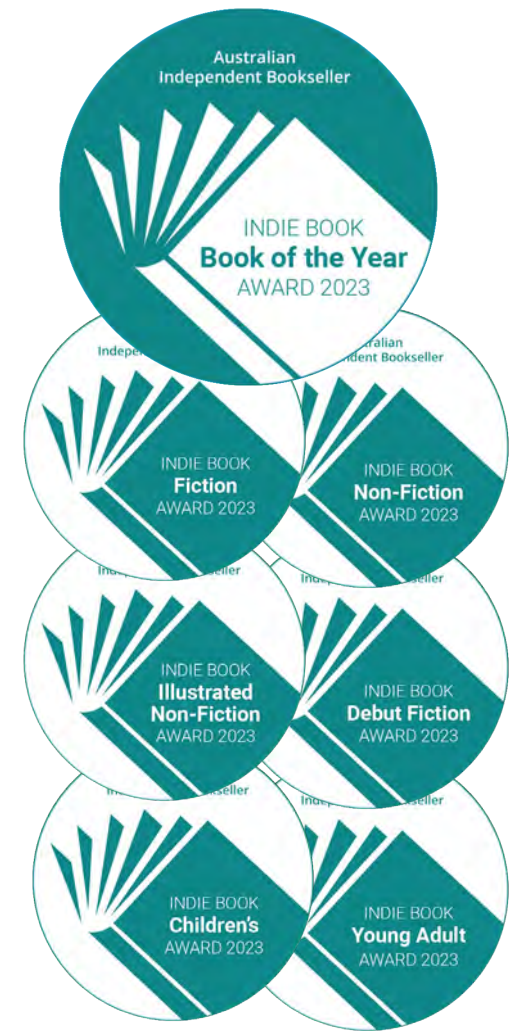 Australian
Independent Bookseller
INDIE BOOK
Book of the Year
AWARD 2023
INDIE BOOK
Fiction
AWARD 2023
Bookseller
INDIE BOOK
Non-Fiction
AWARD 2023
INDIE BOOK
Illustrated
Non-Fiction
AWARD 2023
INDIE BOOK
Debut Fiction
AWARD 2023
INDIE BOOK
Children's
AWARD 2023
INDIE BOOK
Young Adult
AWARD 2023